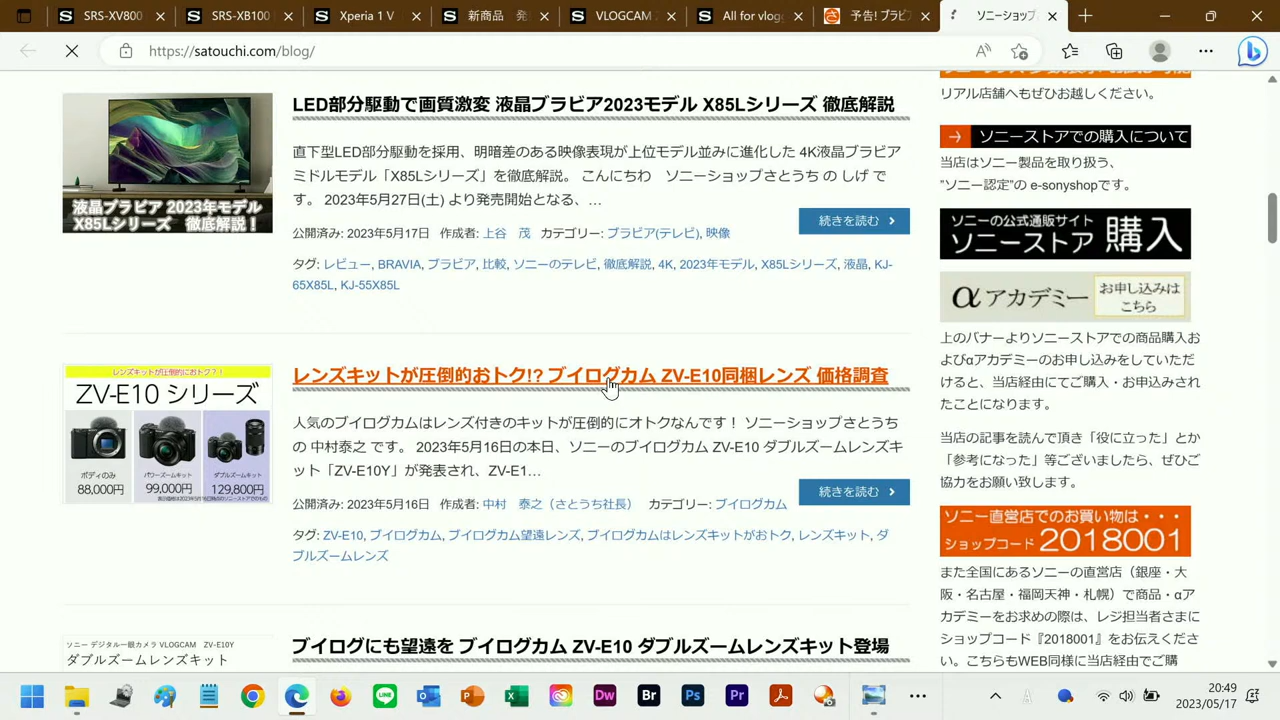 SRS-XV800
SRS-XB100
Xperia 1 V
新商品 発
VLOGCAM
All for vlog
予告! ブラビ
ソニーショップ
https://satouchi.com/blog/
LED部分駆動で画質激変 液晶ブラビア2023モデル X85Lシリーズ 徹底解説
液晶ブラビア 2023年モデル
X85Lシリーズ 徹底解説！
直下型LED部分駆動を採用、明暗差のある映像表現が上位モデル並みに進化した 4K液晶ブラビア
ミドルモデル「X85Lシリーズ」を徹底解説。 こんにちわ ソニーショップさとうち の しげ で
す。 2023年5月27日(土) より発売開始となる、…
続きを読む
公開済み: 2023年5月17日 作成者: 上谷 茂 カテゴリー: ブラビア(テレビ), 映像
タグ: レビュー, BRAVIA, ブラビア, 比較, ソニーのテレビ, 徹底解説, 4K, 2023年モデル, X85Lシリーズ, 液晶, KJ-
65X85L, KJ-55X85L
レンズキットが圧倒的におトク？！
ZV-E10 シリーズ
ボディのみ
88,000円
パワーズームキット
99,000円
ダブルズームキット
129,800円
レンズキットが圧倒的おトク!? ブイログカム ZV-E10同梱レンズ 価格調査
人気のブイログカムはレンズ付きのキットが圧倒的にオトクなんです！ ソニーショップさとうち
の 中村泰之 です。 2023年5月16日の本日、ソニーのブイログカム ZV-E10 ダブルズームレンズキ
ット「ZV-E10Y」が発表され、ZV-E1…
続きを読む
公開済み: 2023年5月16日 作成者: 中村 泰之（さとうち社長） カテゴリー: ブイログカム
タグ: ZV-E10, ブイログカム, ブイログカム望遠レンズ, ブイログカムはレンズキットがおトク, レンズキット, ダ
ブルズームレンズ
ソニー デジタル一眼カメラ VLOGCAM ZV-E10Y
ダブルズームレンズキット
ブイログにも望遠を ブイログカム ZV-E10 ダブルズームレンズキット登場
リアル店舗へもぜひお越しください。
ソニーストアでの購入について
当店はソニー製品を取り扱う、
"ソニー認定"の e-sonyshopです。
ソニーの公式通販サイト
ソニーストア 購入
αアカデミー お申し込みは
こちら
上のバナーよりソニーストアでの商品購入お
よびαアカデミーのお申し込みをしていただ
けると、当店経由にてご購入・お申し込みさ
れたことになります。
当店の記事を読んで頂き「役に立った」とか
「参考になった」等ございましたら、ぜひご
協力をお願い致します。
ソニー直営店でのお買い物は・・・
ショップコード 2018001
また全国にあるソニーの直営店（銀座・大
阪・名古屋・福岡天神・札幌）で商品・αア
カデミーをお求めの際は、レジ担当者さまに
ショップコード『2018001』をお伝えくださ
い。こちらもWEB同様に当店経由でご購
20:49
2023/05/17